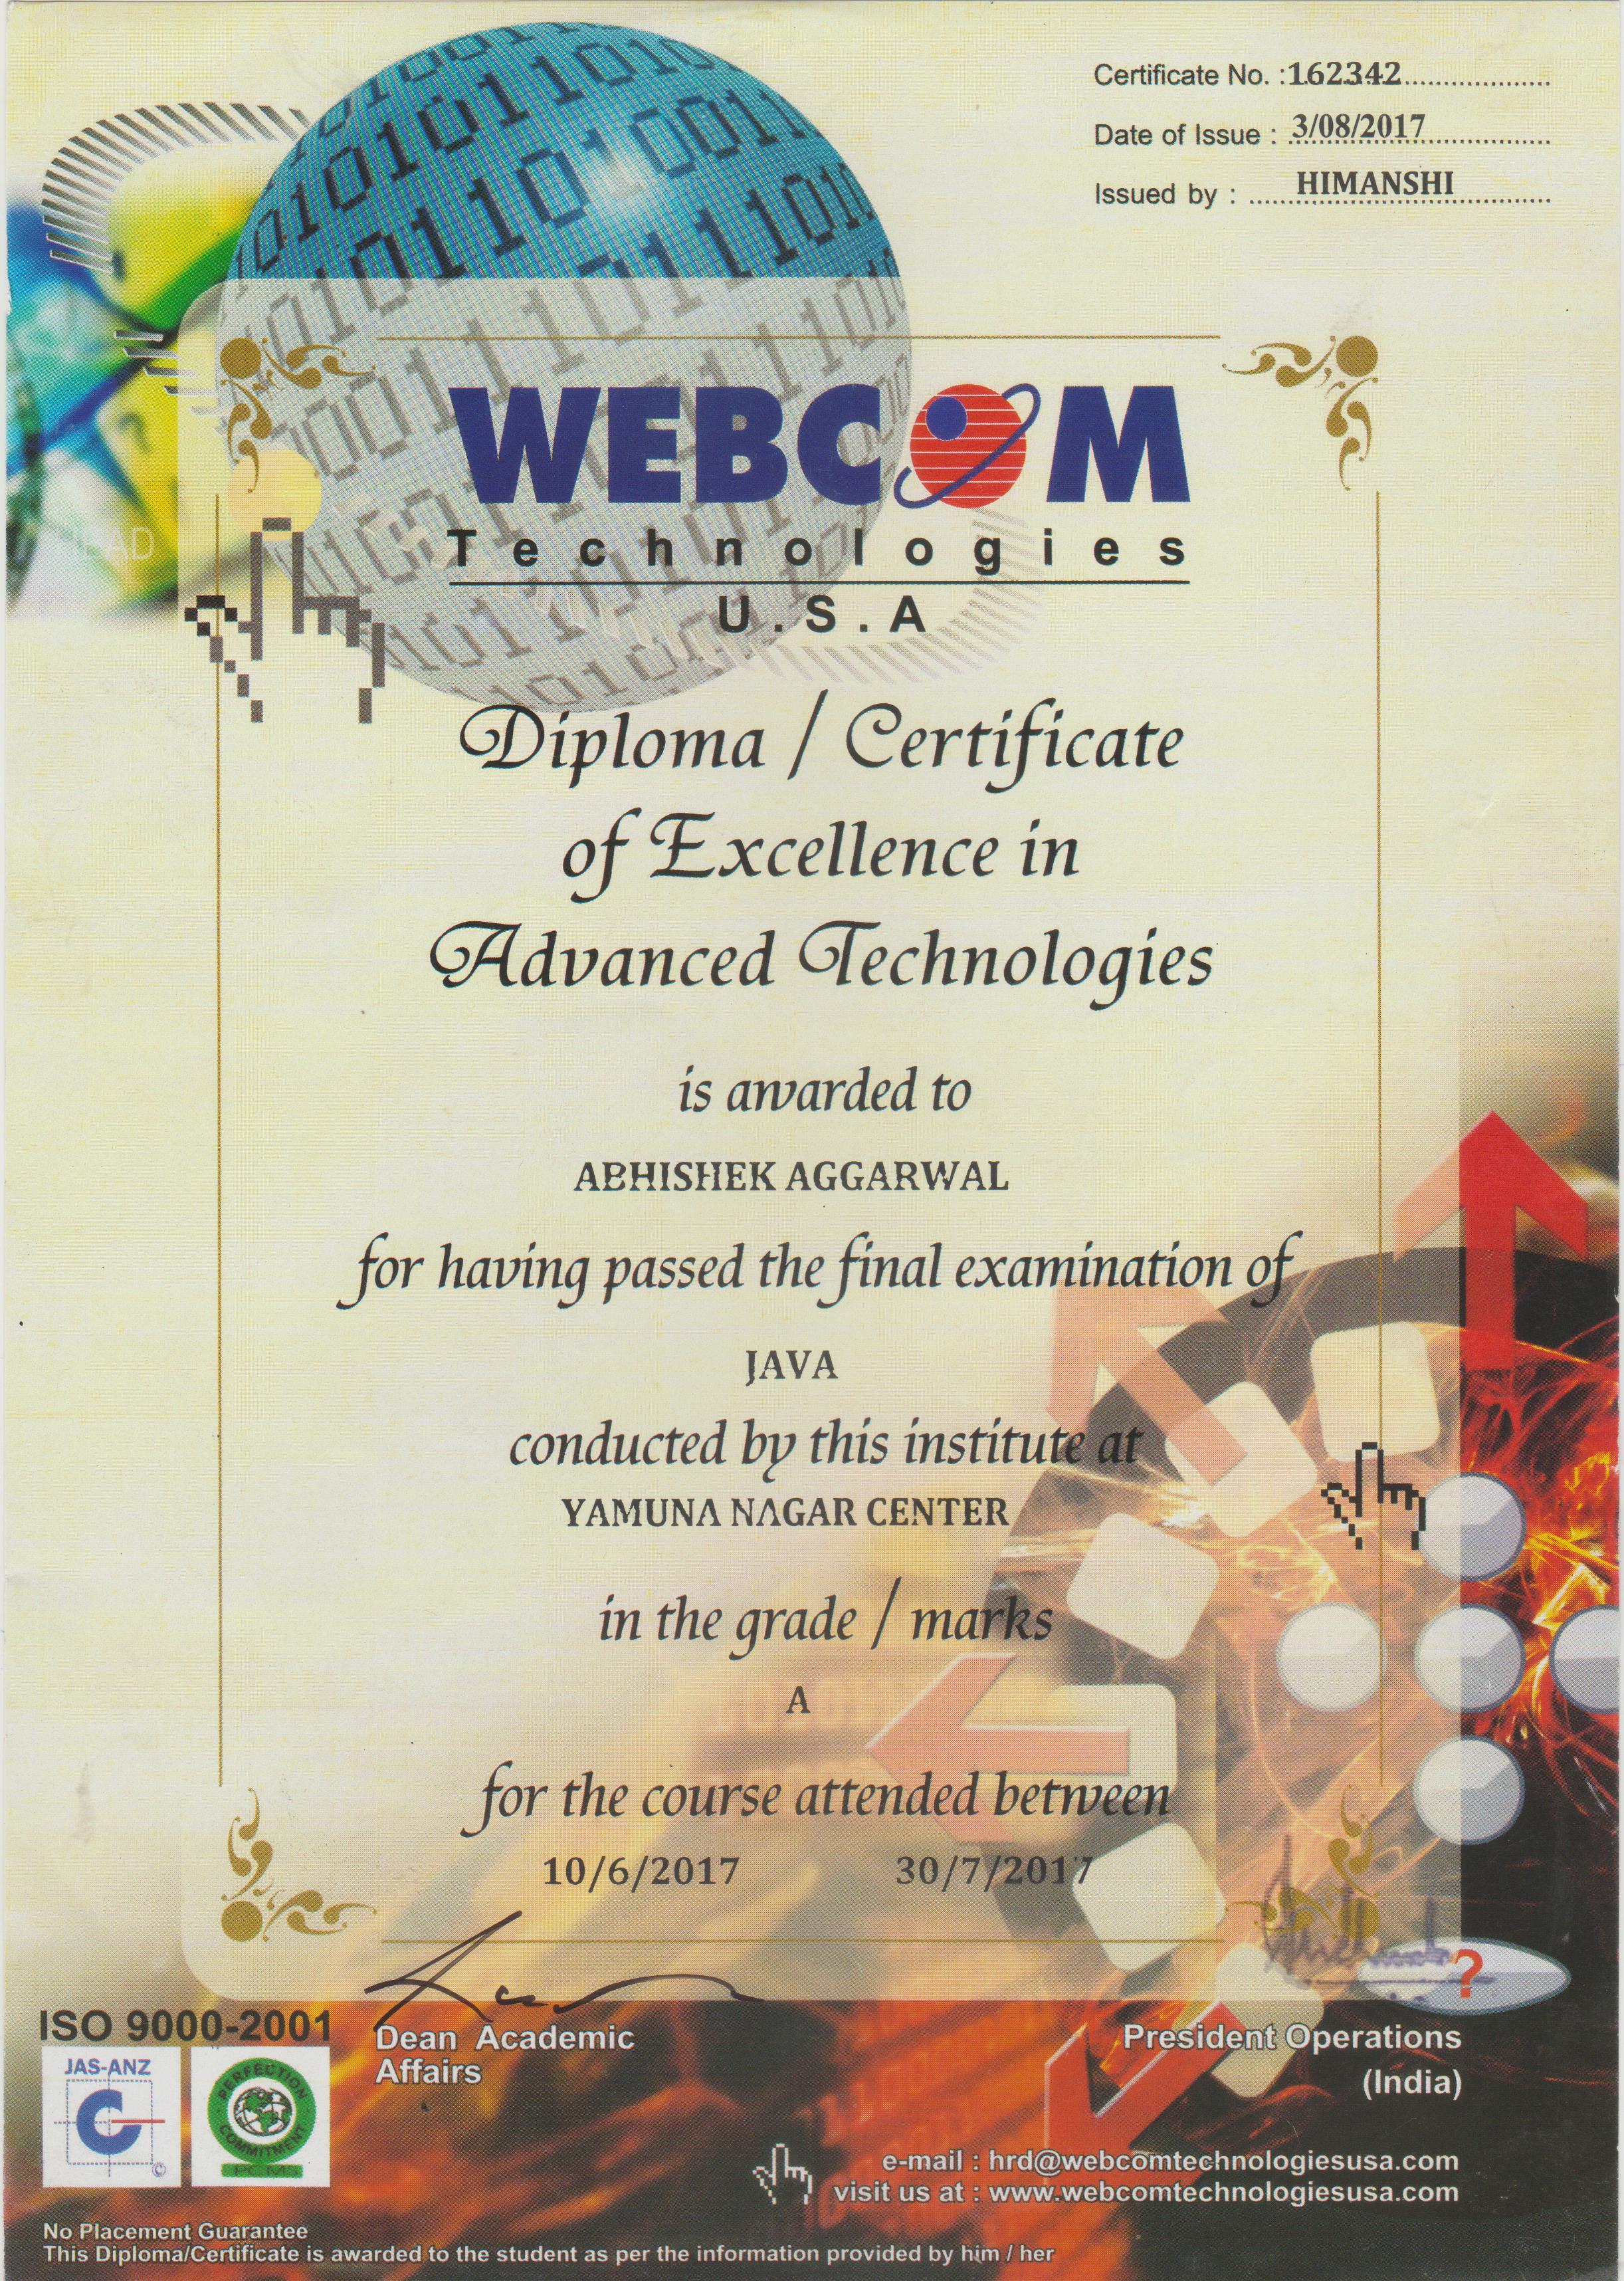 Certificate No. :162342
Date of Issue : 3/08/2017
Issued by : HIMANSHI
WEBCOM
Technologies
U.S.A
Diploma / Certificate
of Excellence in
Advanced Technologies
is awarded to
ABHISHEK AGGARWAL
for having passed the final examination of
JAVA
conducted by this institute at
YAMUNA NAGAR CENTER
in the grade / marks
A
for the course attended between
10/6/2017 30/7/2017
ISO 9000-2001
JAS-ANZ
PERFECTION
COMMITMENT
PCMS
Dean Academic
Affairs
President Operations
(India)
?
e-mail : hrd@webcomtechnologiesusa.com
visit us at : www.webcomtechnologiesusa.com
No Placement Guarantee
This Diploma/Certificate is awarded to the student as per the information provided by him / her